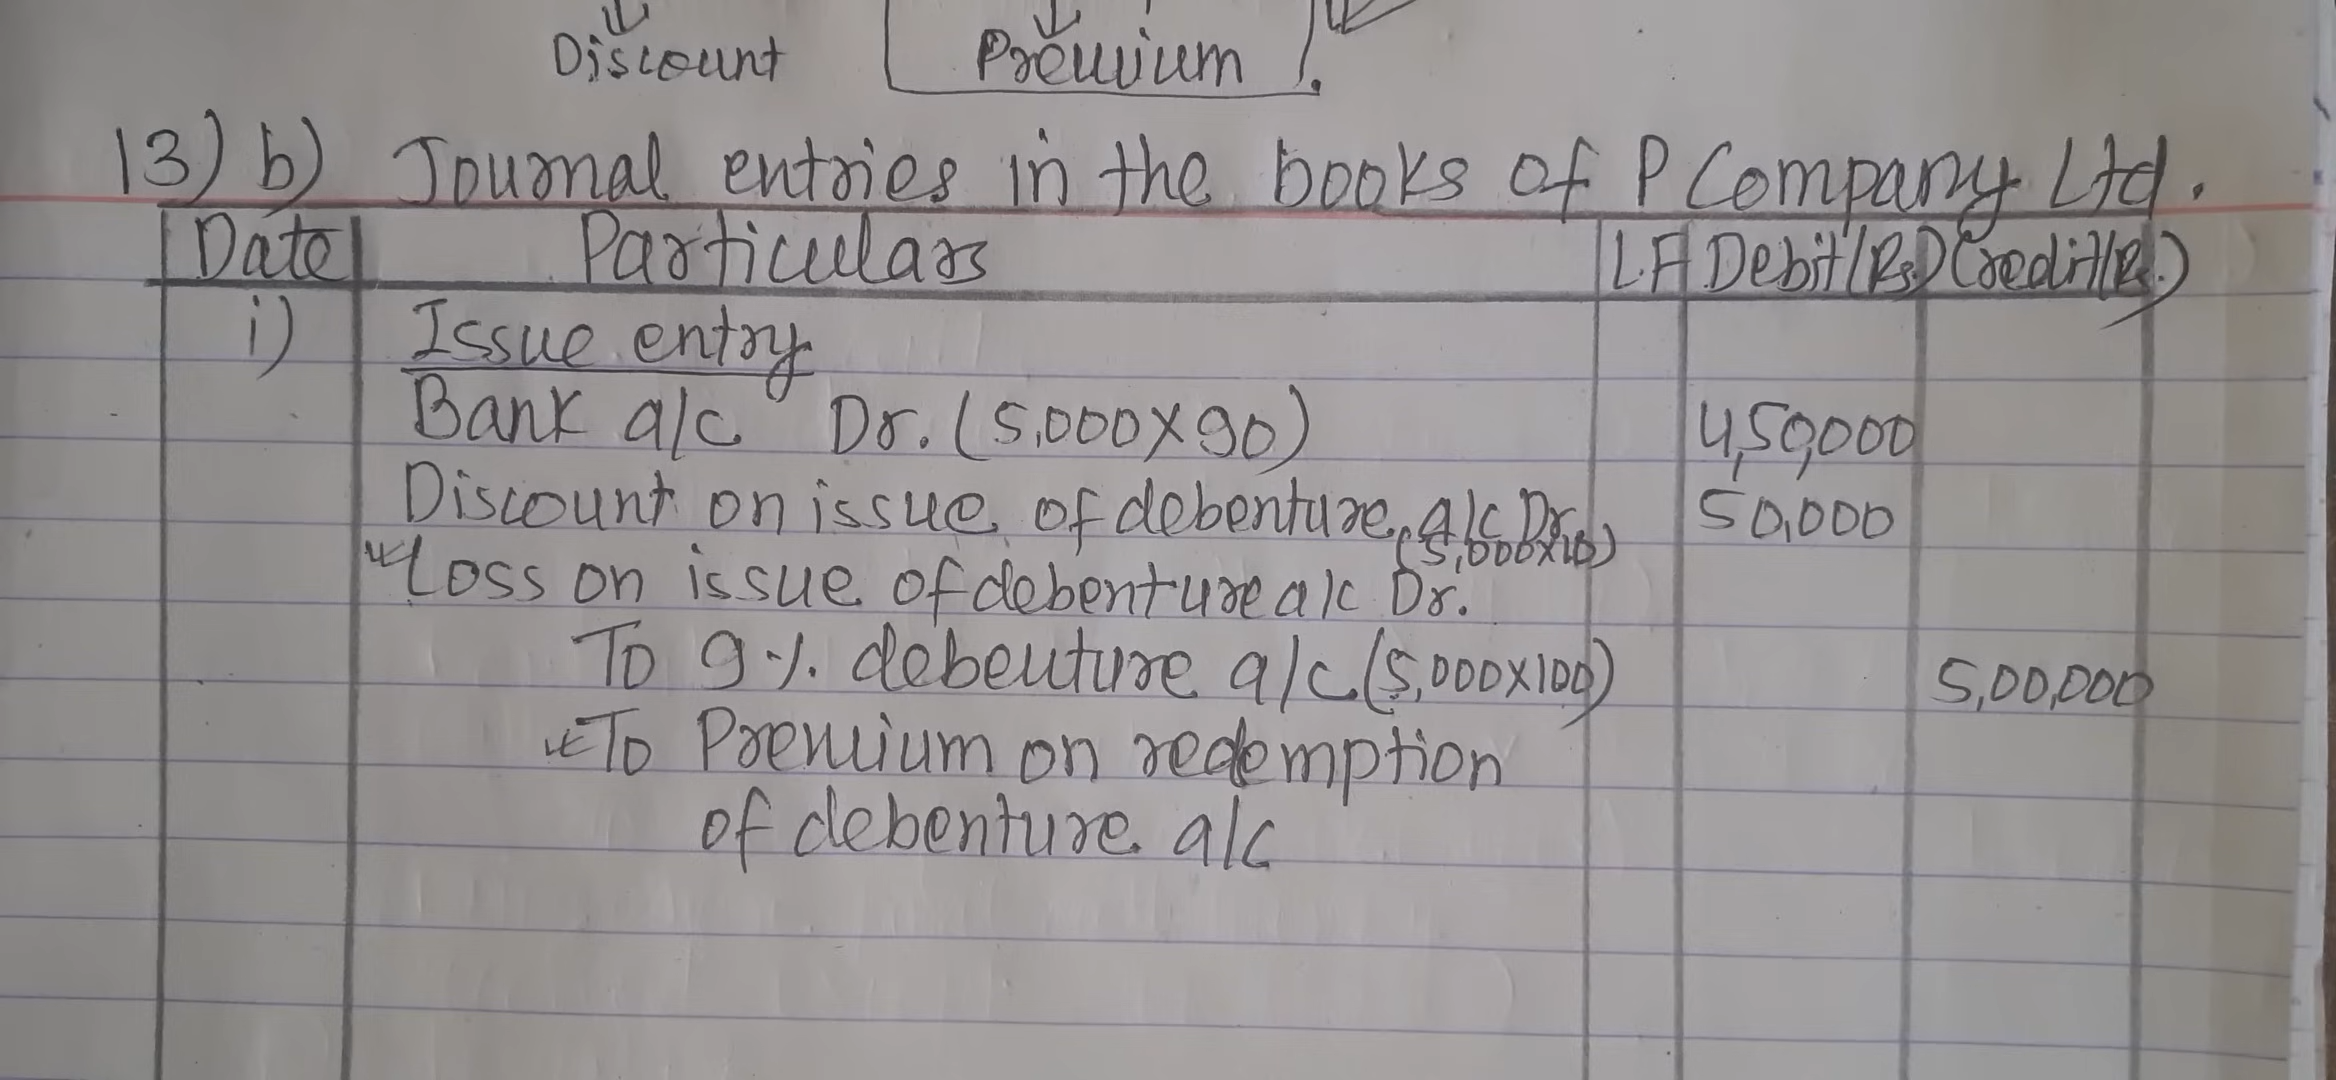 Discount Premium
13) b) Journal entries in the books of P Company Ltd.
Date Particulars L.F Debit(Rs) Credit(Rs.)
i) Issue entry
Bank a/c Dr. (5,000×90) 4,50,000
Discount on issue of debenture a/c Dr. 50,000
(5,000×10)
Loss on issue of debenture a/c Dr.
To 9% debenture a/c (5,000×100) 5,00,000
To Premium on redemption
of debenture a/c